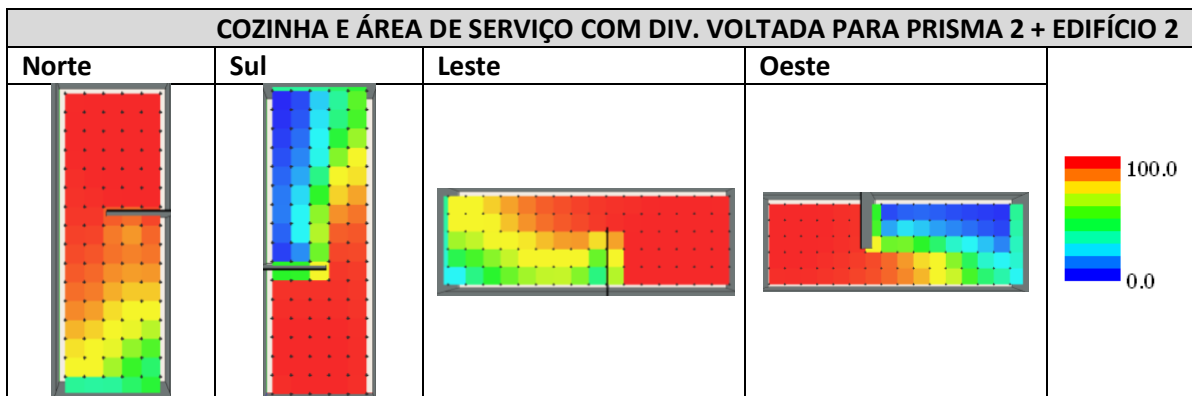 COZINHA E ÁREA DE SERVIÇO COM DIV. VOLTADA PARA PRISMA 2 + EDIFÍCIO 2
Norte Sul Leste Oeste
100.0
0.0